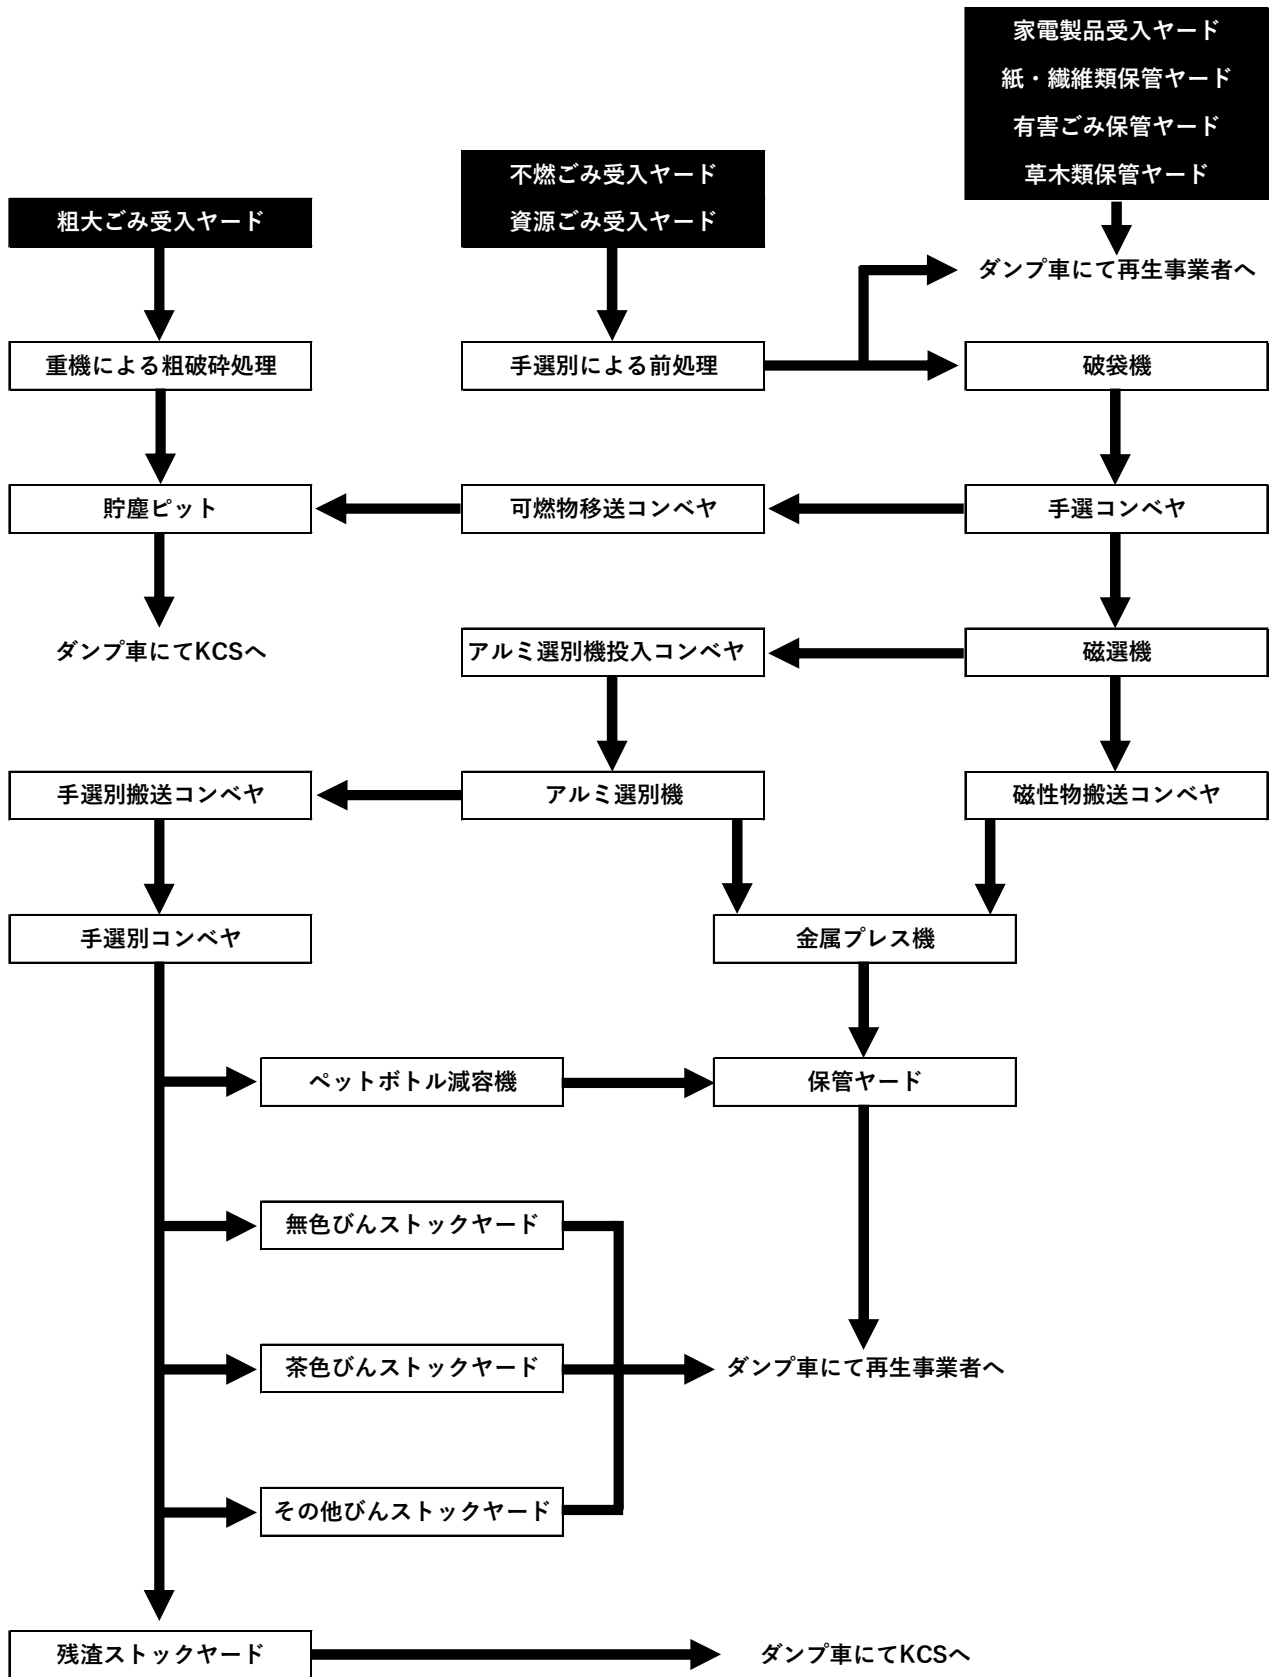 家電製品受入ヤード
紙・繊維類保管ヤード
有害ごみ保管ヤード
草木類保管ヤード
不燃ごみ受入ヤード
資源ごみ受入ヤード
粗大ごみ受入ヤード
ダンプ車にて再生事業者へ
重機による粗破砕処理
手選別による前処理
破袋機
貯塵ピット
可燃物移送コンベヤ
手選コンベヤ
ダンプ車にてKCSへ
アルミ選別機投入コンベヤ
磁選機
手選別搬送コンベヤ
アルミ選別機
磁性物搬送コンベヤ
手選別コンベヤ
金属プレス機
ペットボトル減容機
保管ヤード
無色びんストックヤード
茶色びんストックヤード
ダンプ車にて再生事業者へ
その他びんストックヤード
残渣ストックヤード
ダンプ車にてKCSへ